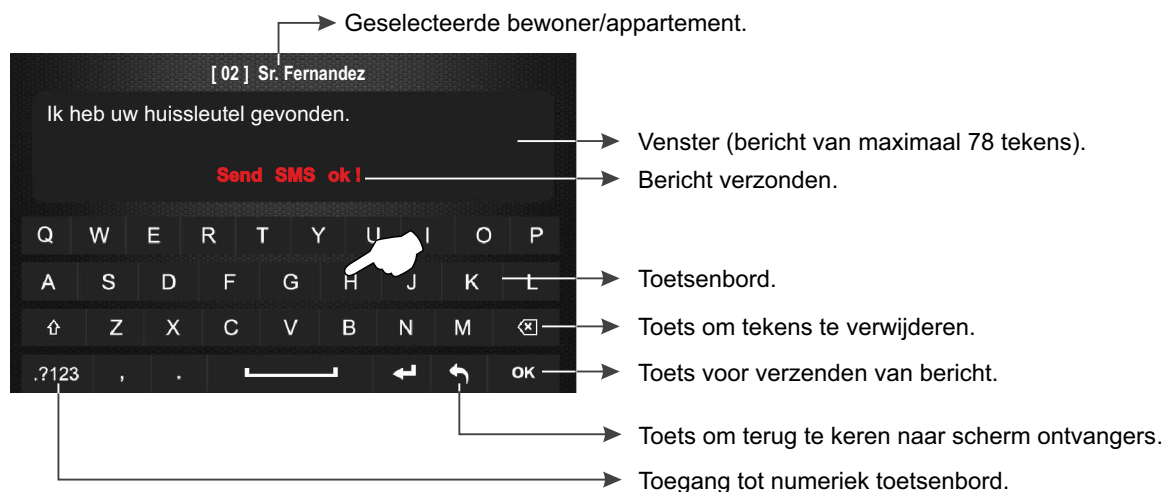 Geselecteerde bewoner/appartement.
[ 02 ] Sr. Fernandez
Ik heb uw huissleutel gevonden.
Venster (bericht van maximaal 78 tekens).
Send SMS ok !
Bericht verzonden.
Q W E R T Y U I O P
A S D F G H J K L
Toetsenbord.
Z X C V B N M
Toets om tekens te verwijderen.
.?123 , . OK
Toets voor verzenden van bericht.
Toets om terug te keren naar scherm ontvangers.
Toegang tot numeriek toetsenbord.